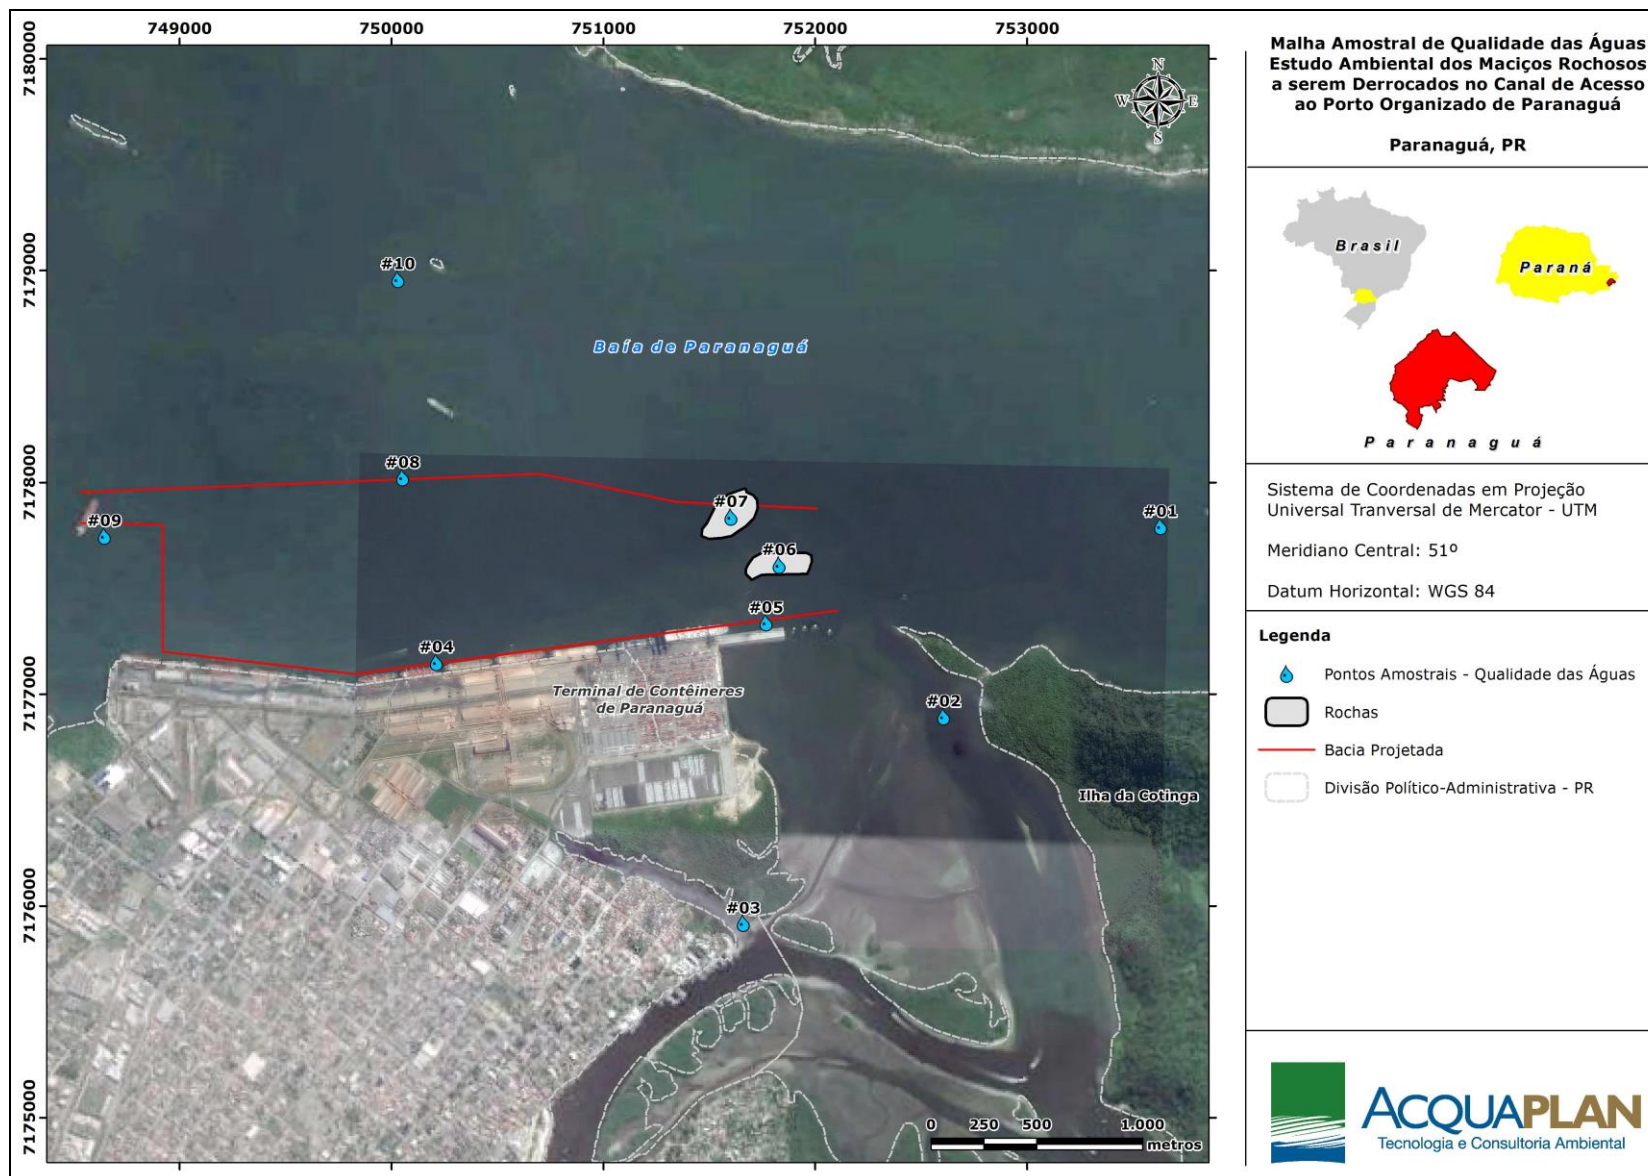 749000 750000 751000 752000 753000
7180000
7179000
7178000
7177000
7176000
7175000
N
W E
S
#10
Baía de Paranaguá
#08
#07
#01
#09
#06
#05
#04
Terminal de Contêineres
de Paranaguá
#02
Ilha da Cotinga
#03
0 250 500 1.000
metros
Malha Amostral de Qualidade das Águas
Estudo Ambiental dos Maciços Rochosos
a serem Derrocados no Canal de Acesso
ao Porto Organizado de Paranaguá
Paranaguá, PR
Brasil
Paraná
Paranaguá
Sistema de Coordenadas em Projeção
Universal Tranversal de Mercator - UTM
Meridiano Central: 51º
Datum Horizontal: WGS 84
Legenda
Pontos Amostrais - Qualidade das Águas
Rochas
Bacia Projetada
Divisão Político-Administrativa - PR
ACQUAPLAN
Tecnologia e Consultoria Ambiental